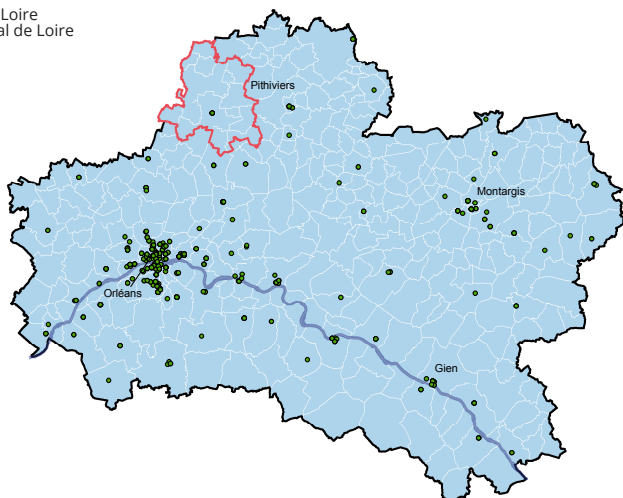 Loire
al de Loire
Pithiviers
Montargis
Orléans
Gien